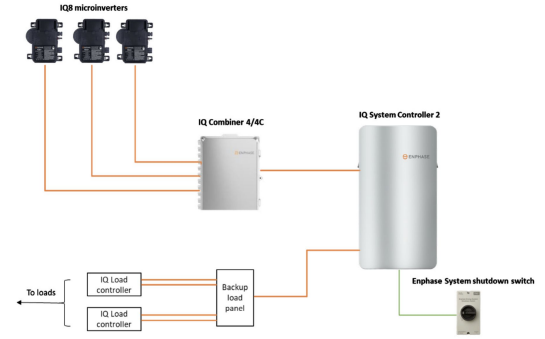 IQ8 microinverters
IQ Combiner 4/4C
IQ System Controller 2
ENPHASE
ENPHASE
To loads
IQ Load
controller
IQ Load
controller
Backup
load
panel
Enphase System shutdown switch